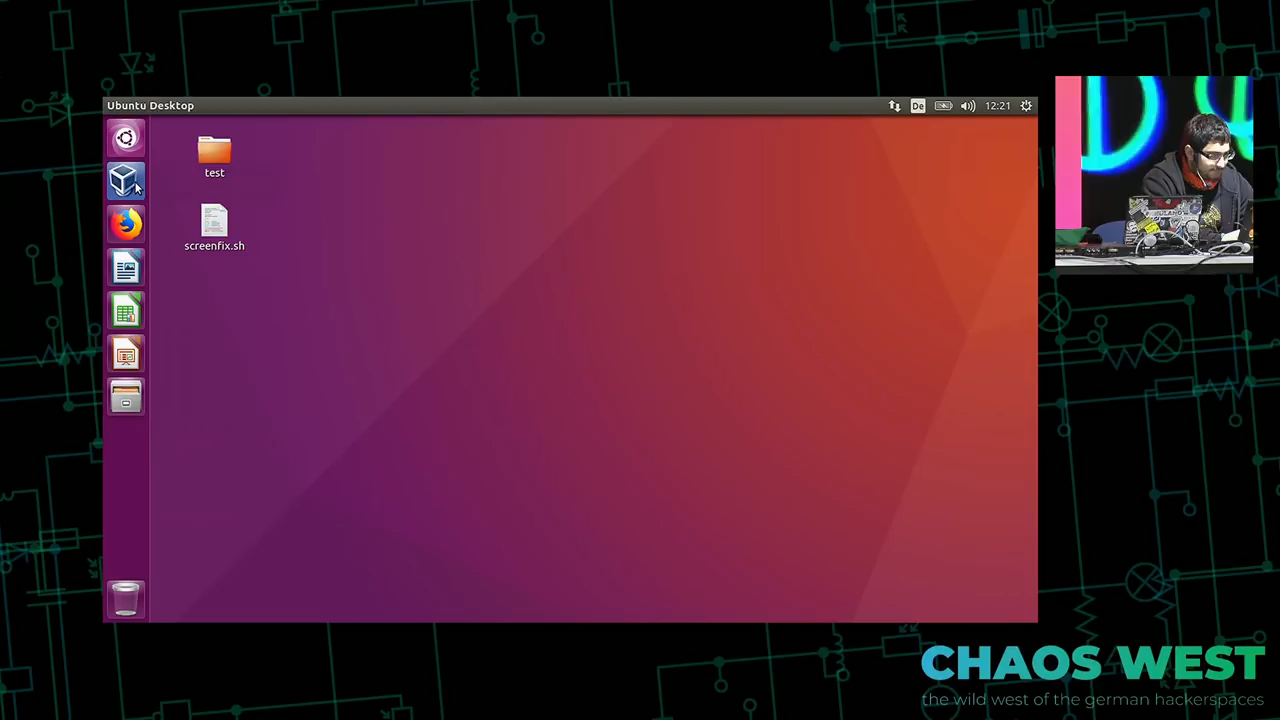 Ubuntu Desktop
De
12:21
test
screenfix.sh
CHAOS WEST
the wild west of the german hackerspaces